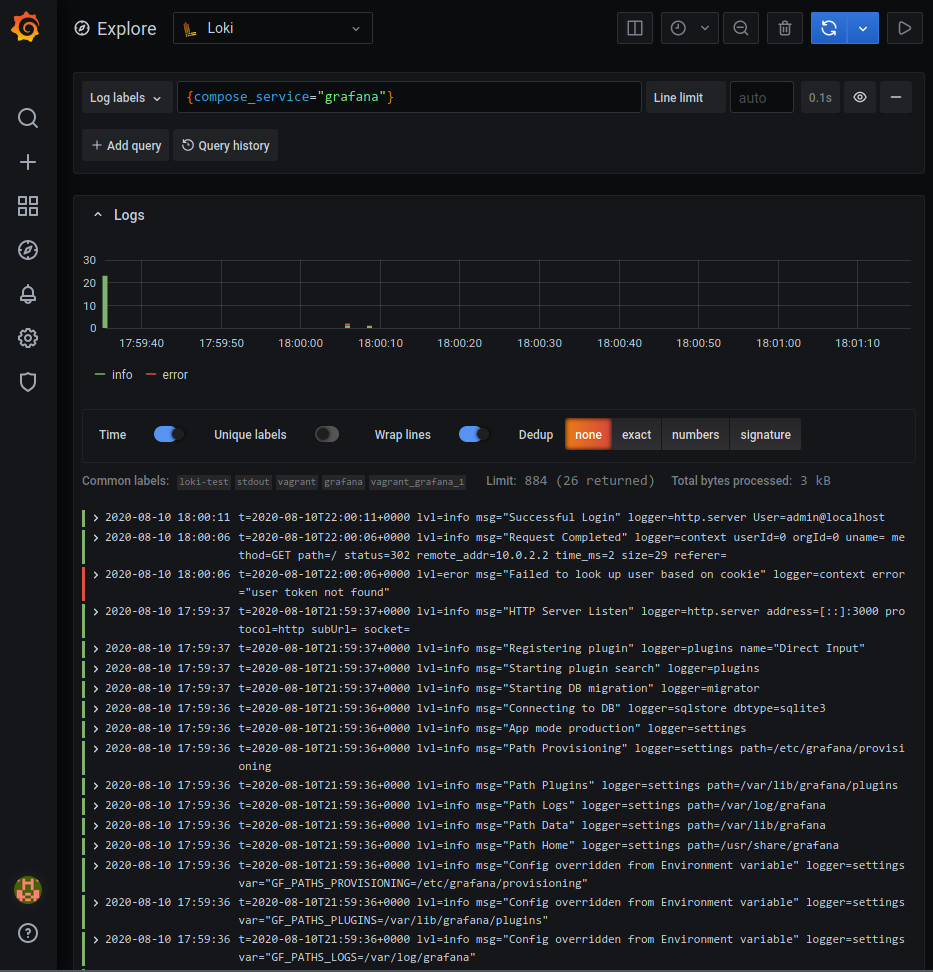 Explore
Loki
Log labels
{compose_service="grafana"}
Line limit
auto
0.1s
+ Add query
Query history
Logs
30
20
10
0
17:59:40 17:59:50 18:00:00 18:00:10 18:00:20 18:00:30 18:00:40 18:00:50 18:01:00 18:01:10
info error
Time Unique labels Wrap lines Dedup none exact numbers signature
Common labels: loki-test stdout vagrant grafana vagrant_grafana_1 Limit: 884 (26 returned) Total bytes processed: 3 kB
> 2020-08-10 18:00:11 t=2020-08-10T22:00:11+0000 lvl=info msg="Successful Login" logger=http.server User=admin@localhost
> 2020-08-10 18:00:06 t=2020-08-10T22:00:06+0000 lvl=info msg="Request Completed" logger=context userId=0 orgId=0 uname= me
thod=GET path=/ status=302 remote_addr=10.0.2.2 time_ms=2 size=29 referer=
> 2020-08-10 18:00:06 t=2020-08-10T22:00:06+0000 lvl=eror msg="Failed to look up user based on cookie" logger=context error
="user token not found"
> 2020-08-10 17:59:37 t=2020-08-10T21:59:37+0000 lvl=info msg="HTTP Server Listen" logger=http.server address=[::]:3000 pro
tocol=http subUrl= socket=
> 2020-08-10 17:59:37 t=2020-08-10T21:59:37+0000 lvl=info msg="Registering plugin" logger=plugins name="Direct Input"
> 2020-08-10 17:59:37 t=2020-08-10T21:59:37+0000 lvl=info msg="Starting plugin search" logger=plugins
> 2020-08-10 17:59:37 t=2020-08-10T21:59:37+0000 lvl=info msg="Starting DB migration" logger=migrator
> 2020-08-10 17:59:36 t=2020-08-10T21:59:36+0000 lvl=info msg="Connecting to DB" logger=sqlstore dbtype=sqlite3
> 2020-08-10 17:59:36 t=2020-08-10T21:59:36+0000 lvl=info msg="App mode production" logger=settings
> 2020-08-10 17:59:36 t=2020-08-10T21:59:36+0000 lvl=info msg="Path Provisioning" logger=settings path=/etc/grafana/provisi
oning
> 2020-08-10 17:59:36 t=2020-08-10T21:59:36+0000 lvl=info msg="Path Plugins" logger=settings path=/var/lib/grafana/plugins
> 2020-08-10 17:59:36 t=2020-08-10T21:59:36+0000 lvl=info msg="Path Logs" logger=settings path=/var/log/grafana
> 2020-08-10 17:59:36 t=2020-08-10T21:59:36+0000 lvl=info msg="Path Data" logger=settings path=/var/lib/grafana
> 2020-08-10 17:59:36 t=2020-08-10T21:59:36+0000 lvl=info msg="Path Home" logger=settings path=/usr/share/grafana
> 2020-08-10 17:59:36 t=2020-08-10T21:59:36+0000 lvl=info msg="Config overridden from Environment variable" logger=settings
var="GF_PATHS_PROVISIONING=/etc/grafana/provisioning"
> 2020-08-10 17:59:36 t=2020-08-10T21:59:36+0000 lvl=info msg="Config overridden from Environment variable" logger=settings
var="GF_PATHS_PLUGINS=/var/lib/grafana/plugins"
> 2020-08-10 17:59:36 t=2020-08-10T21:59:36+0000 lvl=info msg="Config overridden from Environment variable" logger=settings
var="GF_PATHS_LOGS=/var/log/grafana"